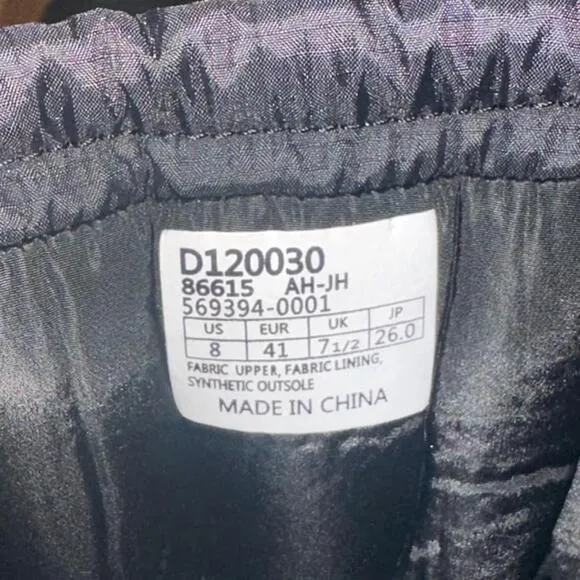 D120030
86615 AH-JH
569394-0001
US EUR UK JP
8 41 7 1/2 26.0
FABRIC UPPER, FABRIC LINING,
SYNTHETIC OUTSOLE
MADE IN CHINA